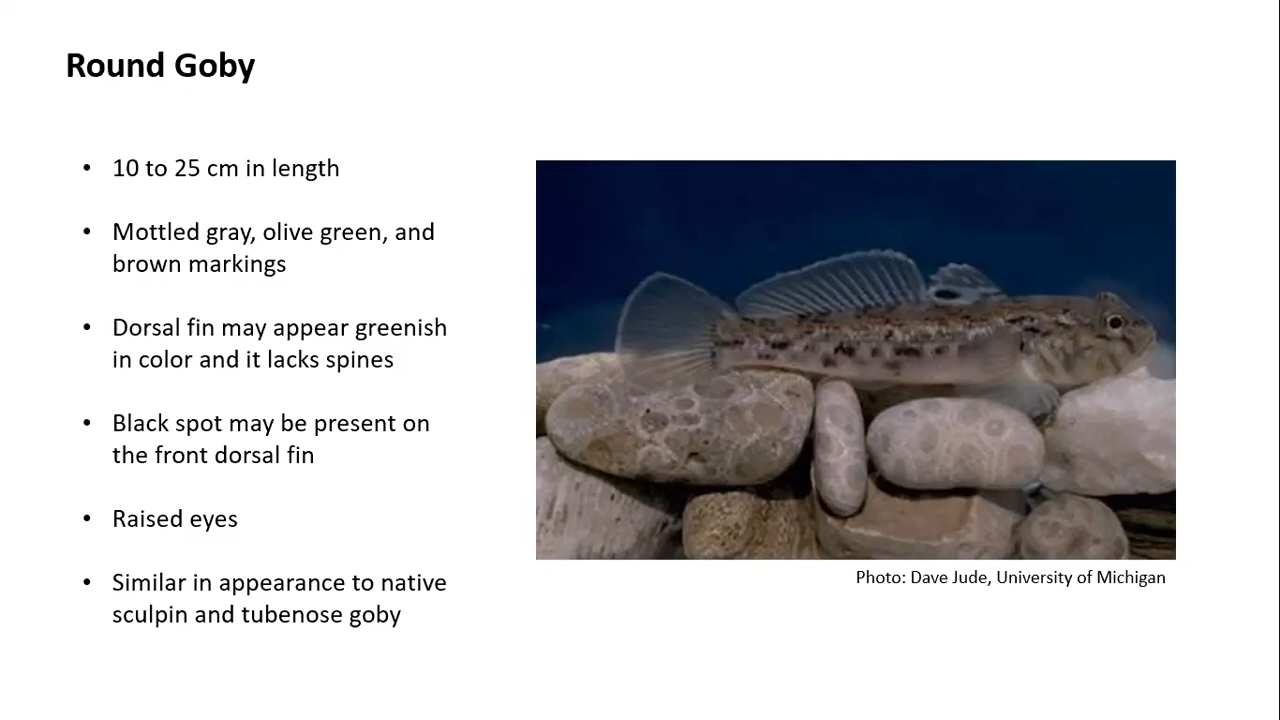 Round Goby
• 10 to 25 cm in length
• Mottled gray, olive green, and
brown markings
• Dorsal fin may appear greenish
in color and it lacks spines
• Black spot may be present on
the front dorsal fin
• Raised eyes
• Similar in appearance to native
sculpin and tubenose goby
Photo: Dave Jude, University of Michigan